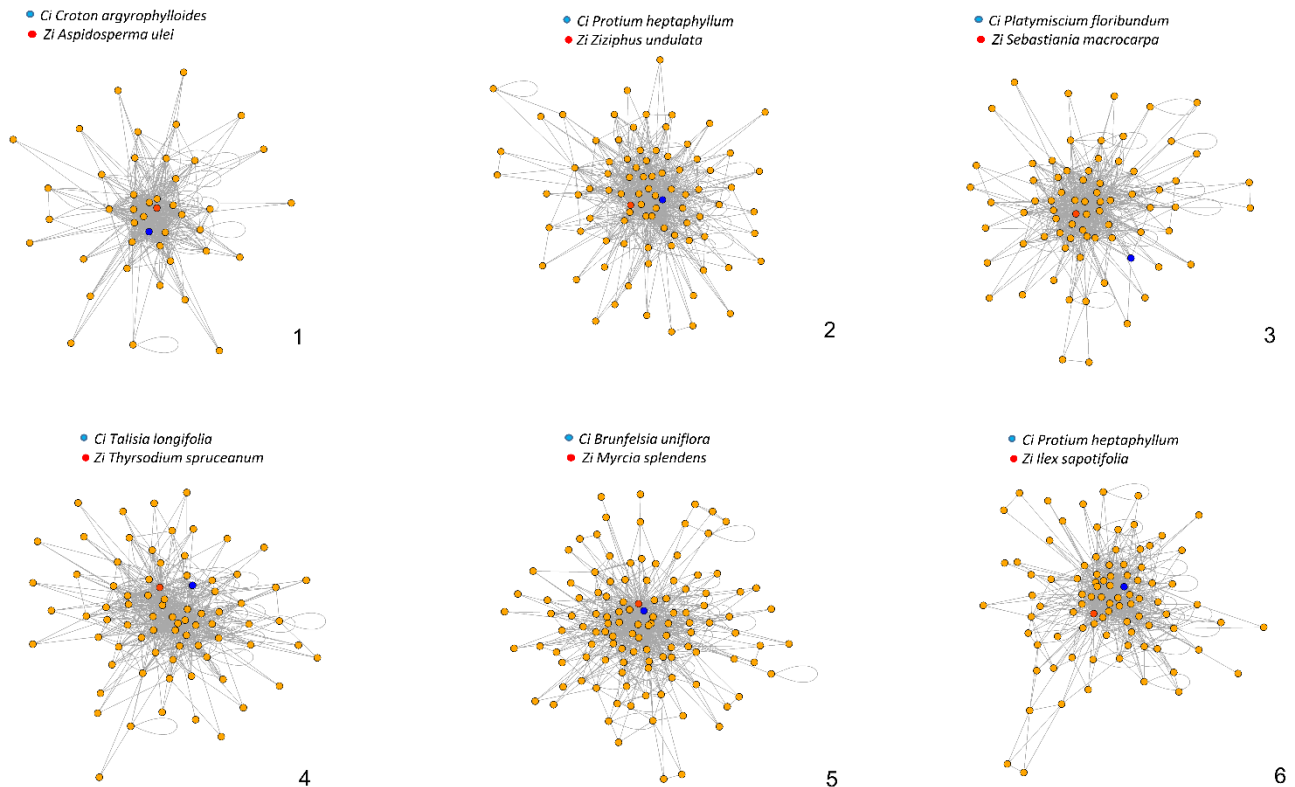 Ci Croton argyrophylloides
Zi Aspidosperma ulei
1
Ci Protium heptaphyllum
Zi Ziziphus undulata
2
Ci Platymiscium floribundum
Zi Sebastiania macrocarpa
3
Ci Talisia longifolia
Zi Thyrsodium spruceanum
4
Ci Brunfelsia uniflora
Zi Myrcia splendens
5
Ci Protium heptaphyllum
Zi Ilex sapotifolia
6